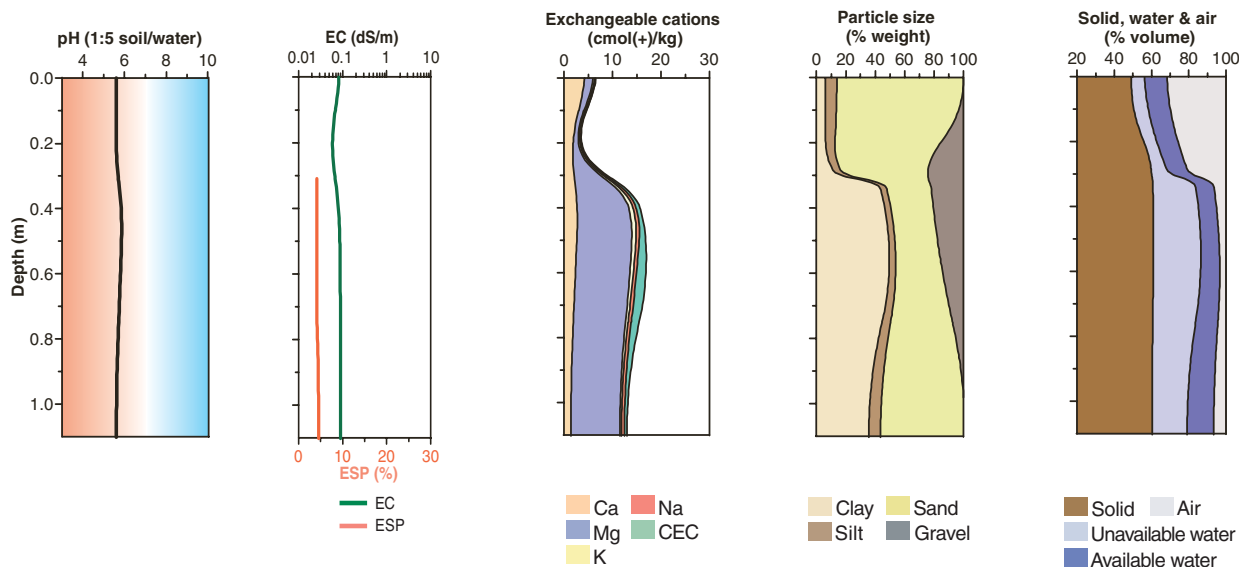 pH (1:5 soil/water)
4 6 8 10
Depth (m)
0.0
0.2
0.4
0.6
0.8
1.0
EC (dS/m)
0.01 0.1 1 10
0 10 20 30
ESP (%)
EC
ESP
Exchangeable cations
(cmol(+)/kg)
0 10 20 30
Ca Na
Mg CEC
K
Particle size
(% weight)
0 20 40 60 80 100
Clay Sand
Silt Gravel
Solid, water & air
(% volume)
20 40 60 80 100
Solid Air
Unavailable water
Available water